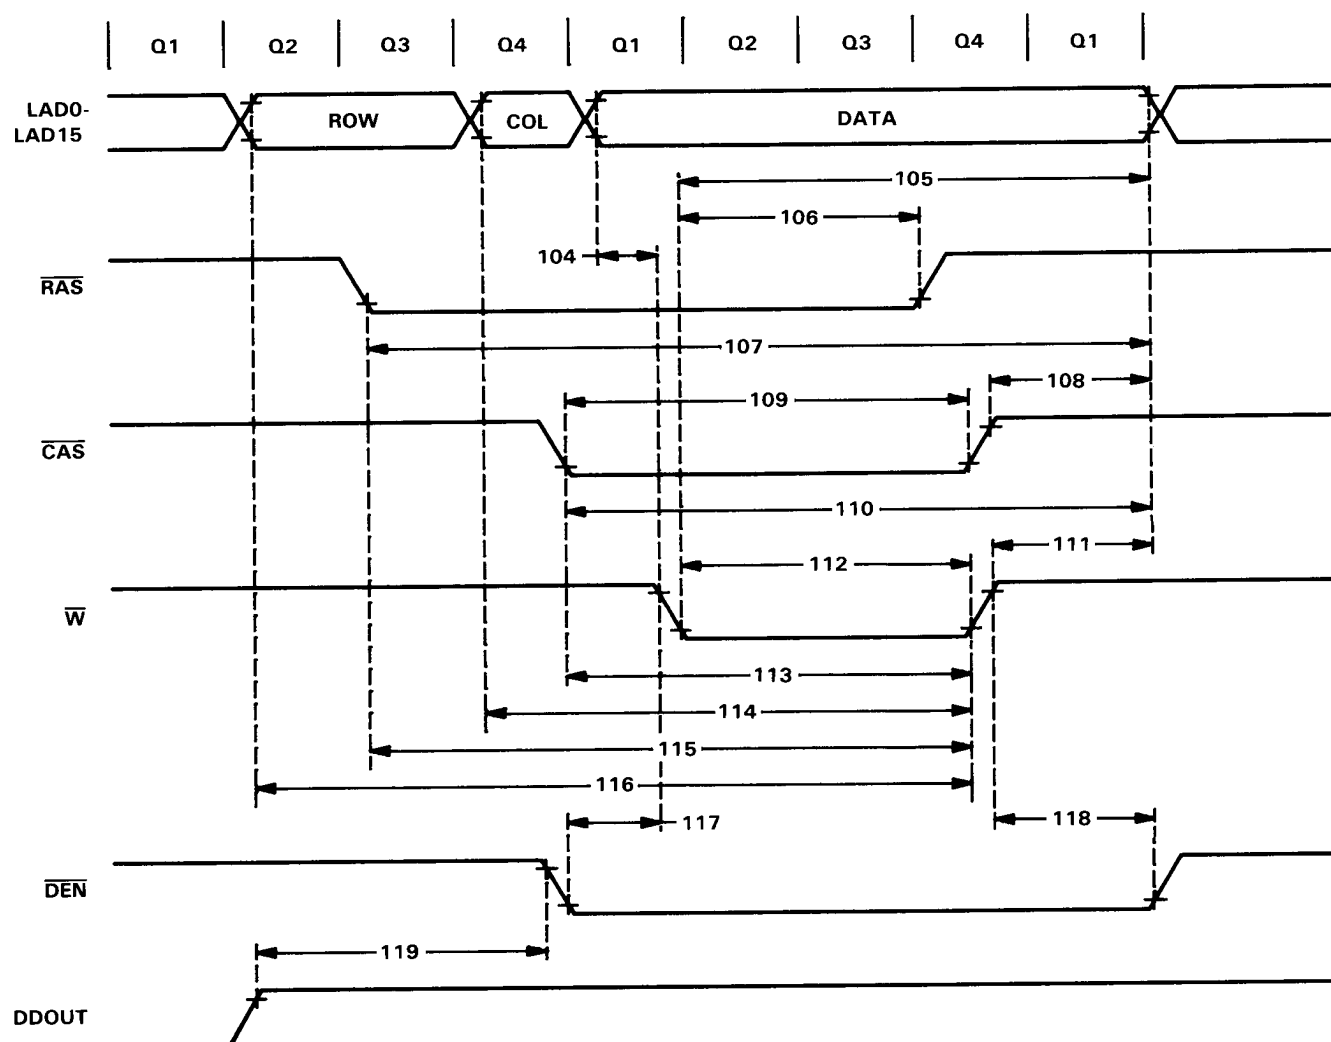 Q1 Q2 Q3 Q4 Q1 Q2 Q3 Q4 Q1
LAD0-
LAD15
ROW COL DATA
105
106
104
RAS
107
108
109
CAS
110
111
112
W
113
114
115
116
117 118
DEN
119
DDOUT